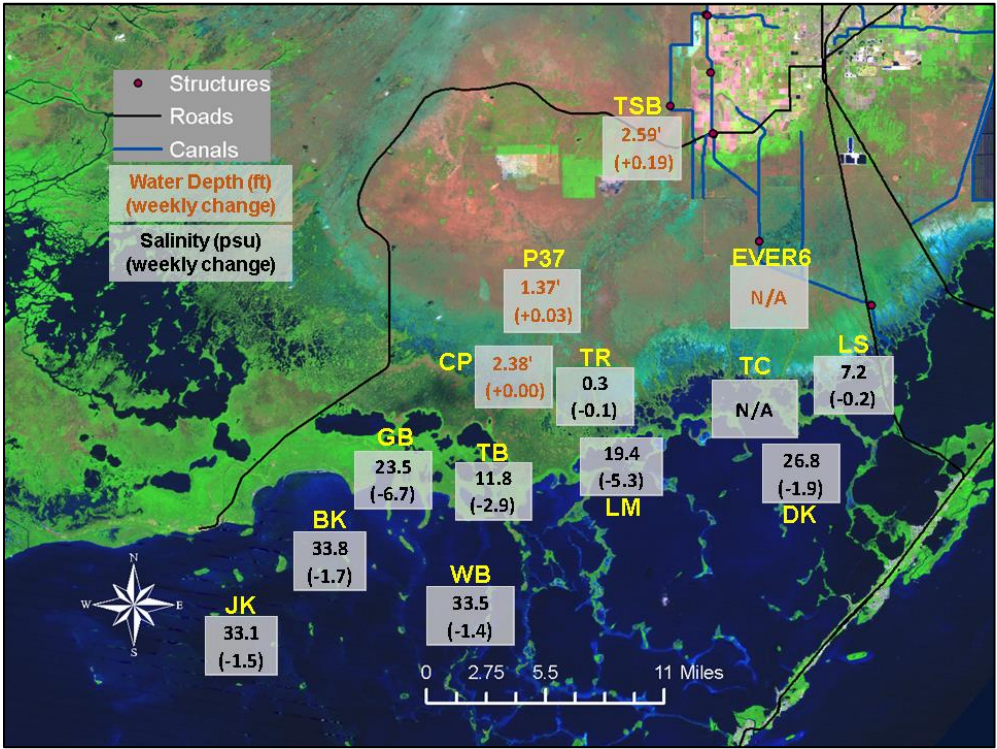 Structures
Roads
Canals
Water Depth (ft)
(weekly change)
Salinity (psu)
(weekly change)
TSB
2.59'
(+0.19)
P37
1.37'
(+0.03)
EVER6
N/A
CP
2.38'
(+0.00)
TR
0.3
(-0.1)
TC
N/A
LS
7.2
(-0.2)
GB
23.5
(-6.7)
TB
11.8
(-2.9)
19.4
(-5.3)
LM
26.8
(-1.9)
DK
BK
33.8
(-1.7)
WB
33.5
(-1.4)
JK
33.1
(-1.5)
N
W E
S
0 2.75 5.5 11 Miles